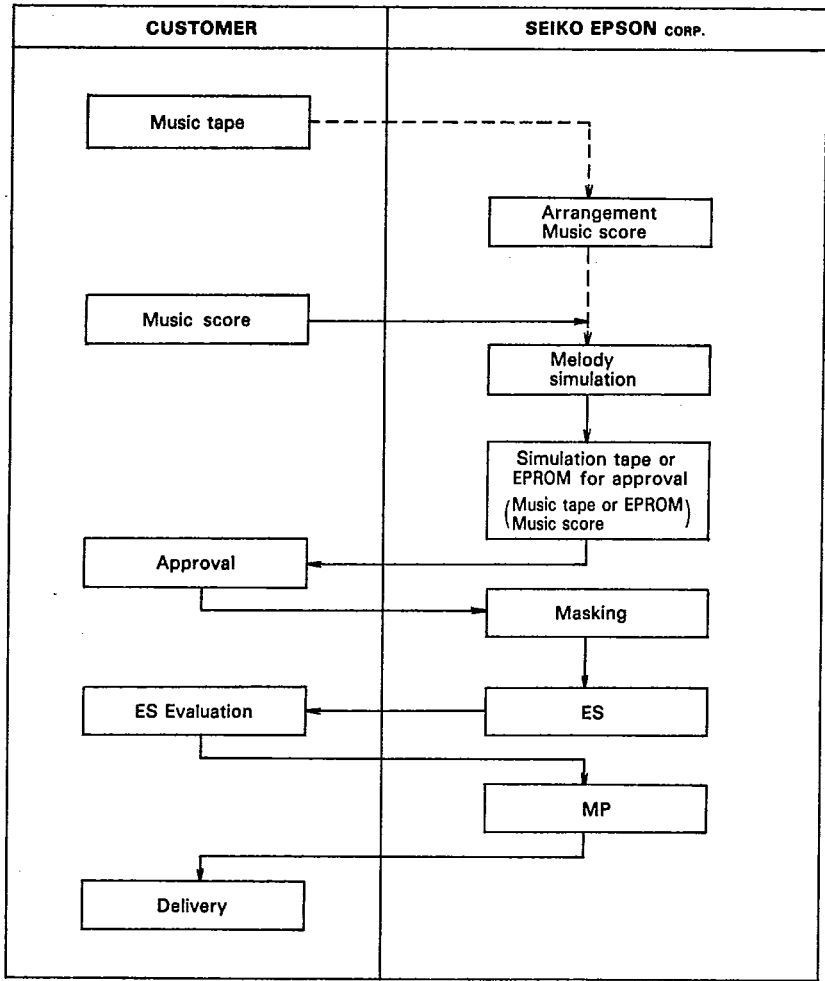 CUSTOMER
SEIKO EPSON CORP.
Music tape
Arrangement
Music score
Music score
Melody
simulation
Simulation tape or
EPROM for approval
(Music tape or EPROM
Music score)
Approval
Masking
ES Evaluation
ES
MP
Delivery